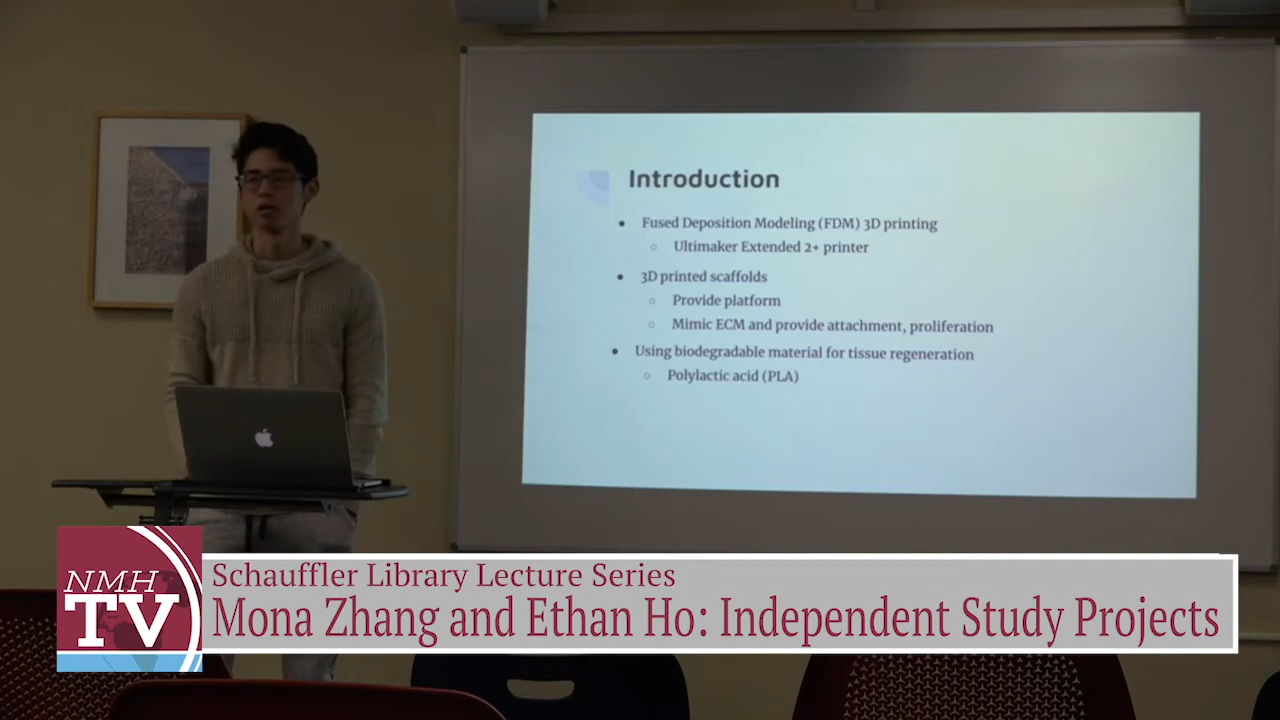 Introduction
Fused Deposition Modeling (FDM) 3D printing
Ultimaker Extended 2+ printer
3D printed scaffolds
Provide platform
Mimic ECM and provide attachment, proliferation
Using biodegradable material for tissue regeneration
Polylactic acid (PLA)
NMH
TV
Schauffler Library Lecture Series
Mona Zhang and Ethan Ho: Independent Study Projects